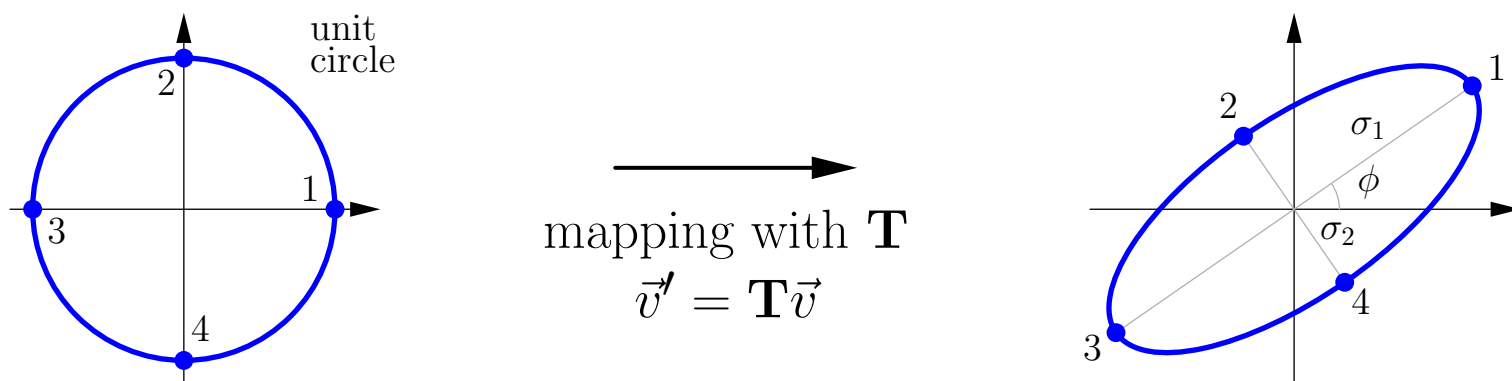 unit
circle
2
1
3
4
mapping with T
v⃗′ = Tv⃗
1
2
σ₁
ϕ
σ₂
4
3